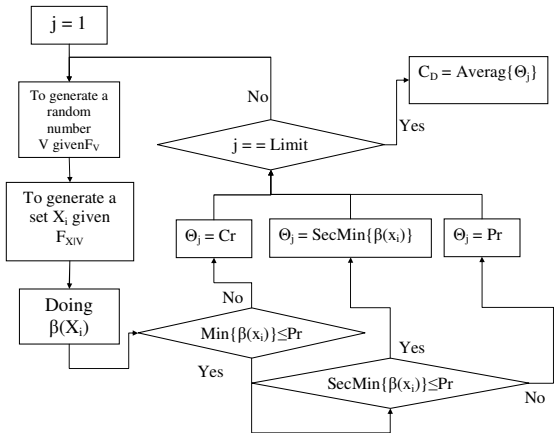 j = 1
To generate a
random
number
V givenF_V
To generate a
set X_i given
F_X|V
Doing
β(X_i)
No
C_D = Averag{Θ_j}
Yes
j = = Limit
Θ_j = Cr
Θ_j = SecMin{β(x_i)}
Θ_j = Pr
No
Min{β(x_i)}≤Pr
Yes
Yes
SecMin{β(x_i)}≤Pr
No